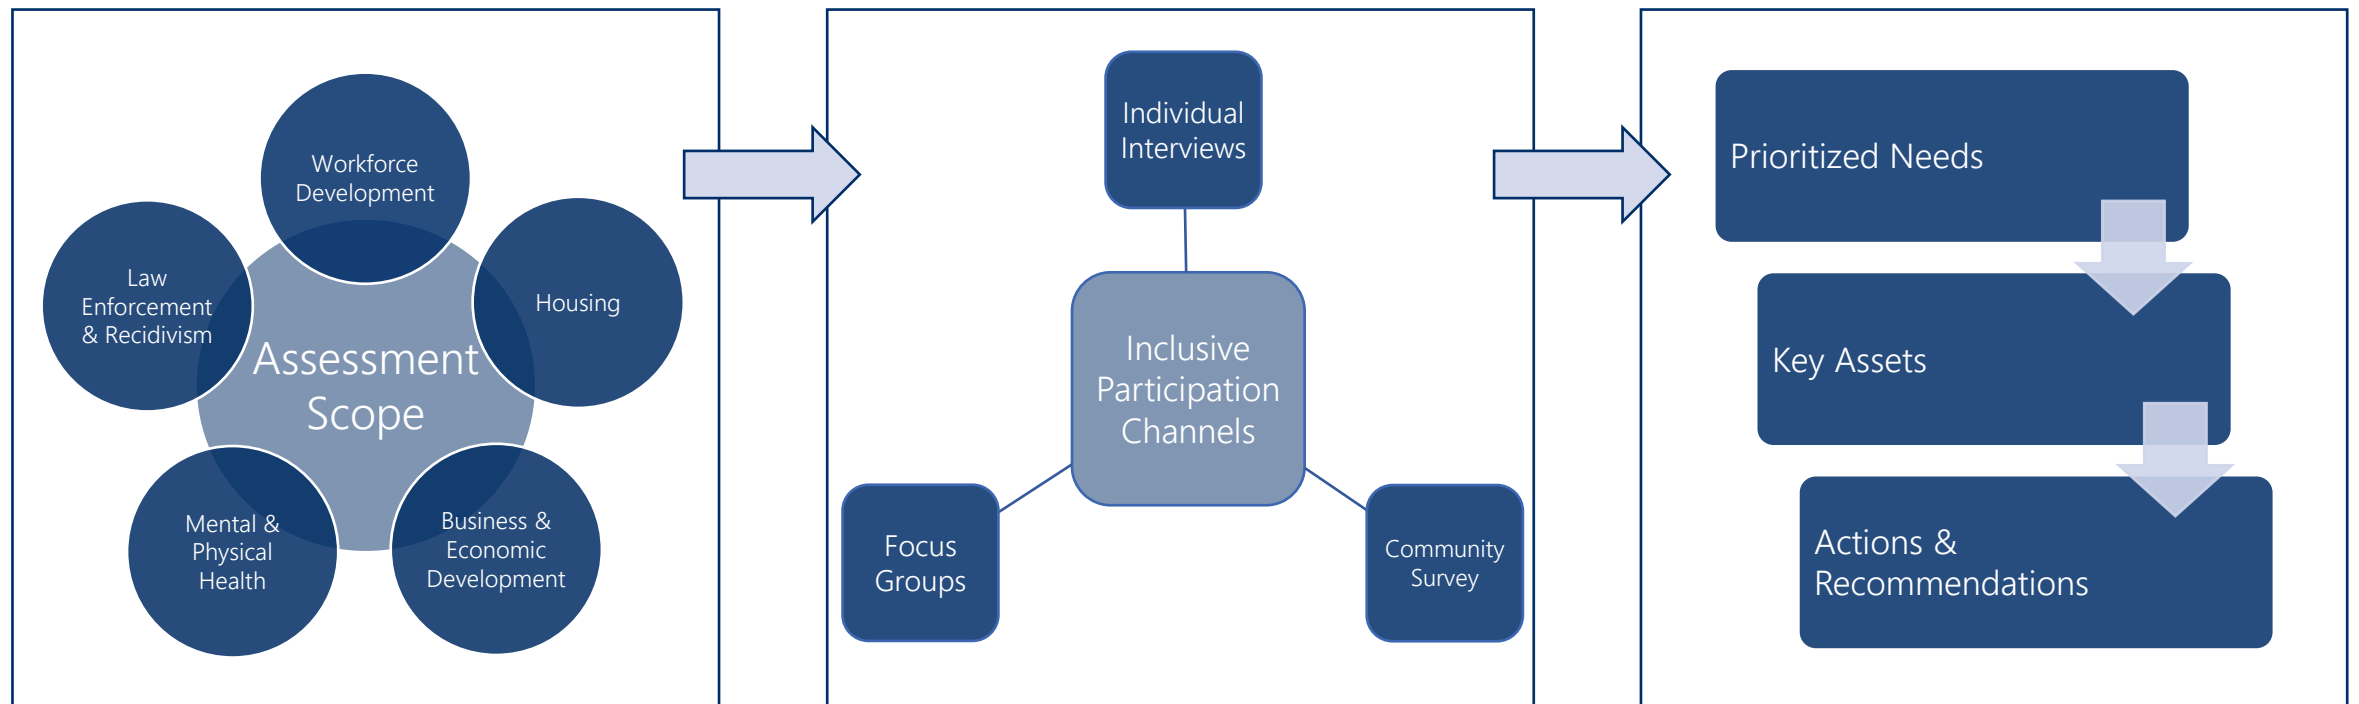 Workforce
Development
Law
Enforcement
& Recidivism
Housing
Assessment
Scope
Mental &
Physical
Health
Business &
Economic
Development
Individual
Interviews
Inclusive
Participation
Channels
Focus
Groups
Community
Survey
Prioritized Needs
Key Assets
Actions &
Recommendations